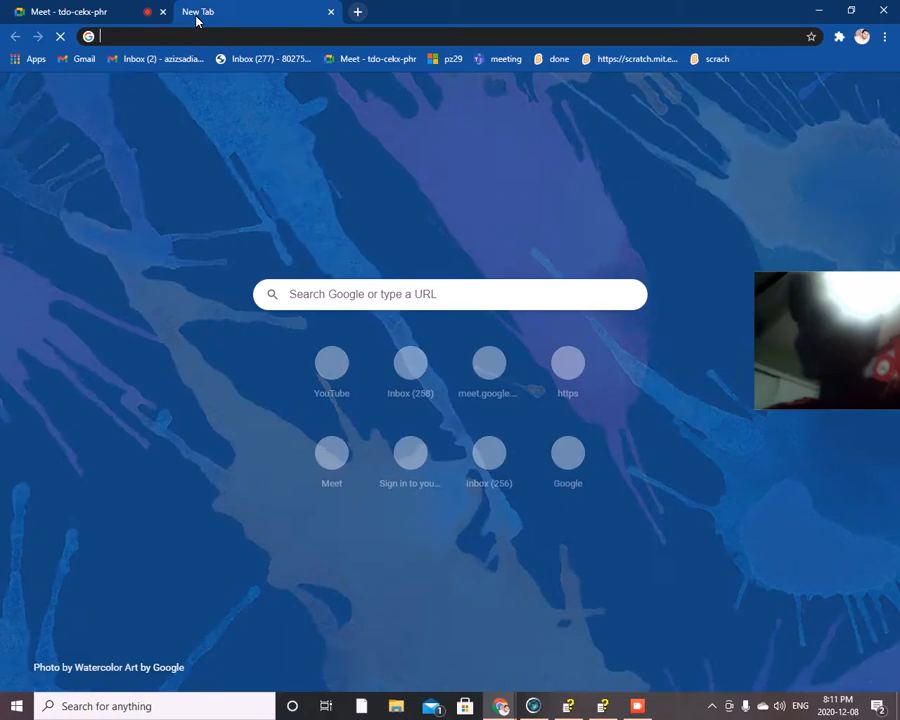 Meet - tdo-cekx-phr
New Tab
Apps
Gmail
Inbox (2) - azizsadia...
Inbox (277) - 80275...
Meet - tdo-cekx-phr
pz29
meeting
done
https://scratch.mit.e...
scrach
Search Google or type a URL
YouTube
Inbox (258)
meet.google....
https
Meet
Sign in to you...
Inbox (256)
Google
Photo by Watercolor Art by Google
Search for anything
1
ENG
8:11 PM
2020-12-08
2